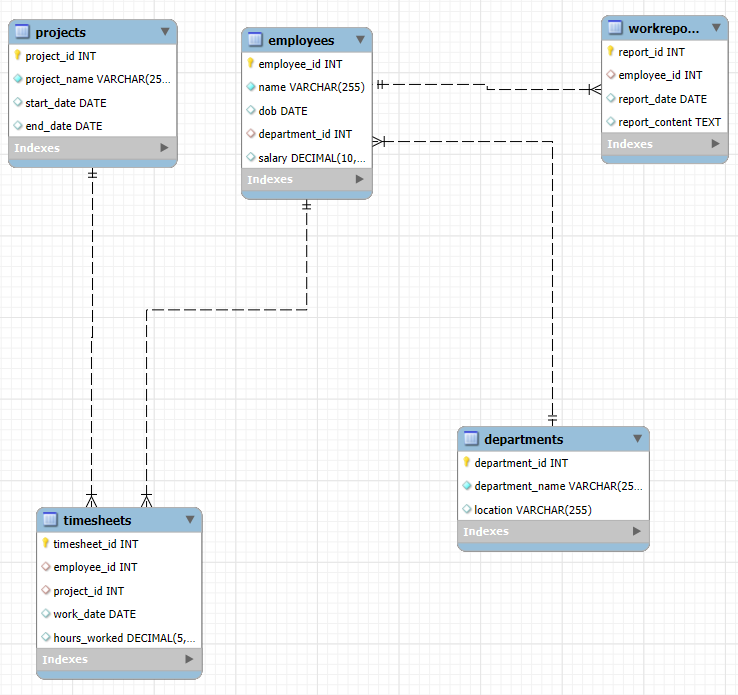 projects
project_id INT
project_name VARCHAR(25...
start_date DATE
end_date DATE
Indexes
employees
employee_id INT
name VARCHAR(255)
dob DATE
department_id INT
salary DECIMAL(10,...
Indexes
workrepo...
report_id INT
employee_id INT
report_date DATE
report_content TEXT
Indexes
departments
department_id INT
department_name VARCHAR(25...
location VARCHAR(255)
Indexes
timesheets
timesheet_id INT
employee_id INT
project_id INT
work_date DATE
hours_worked DECIMAL(5,...
Indexes